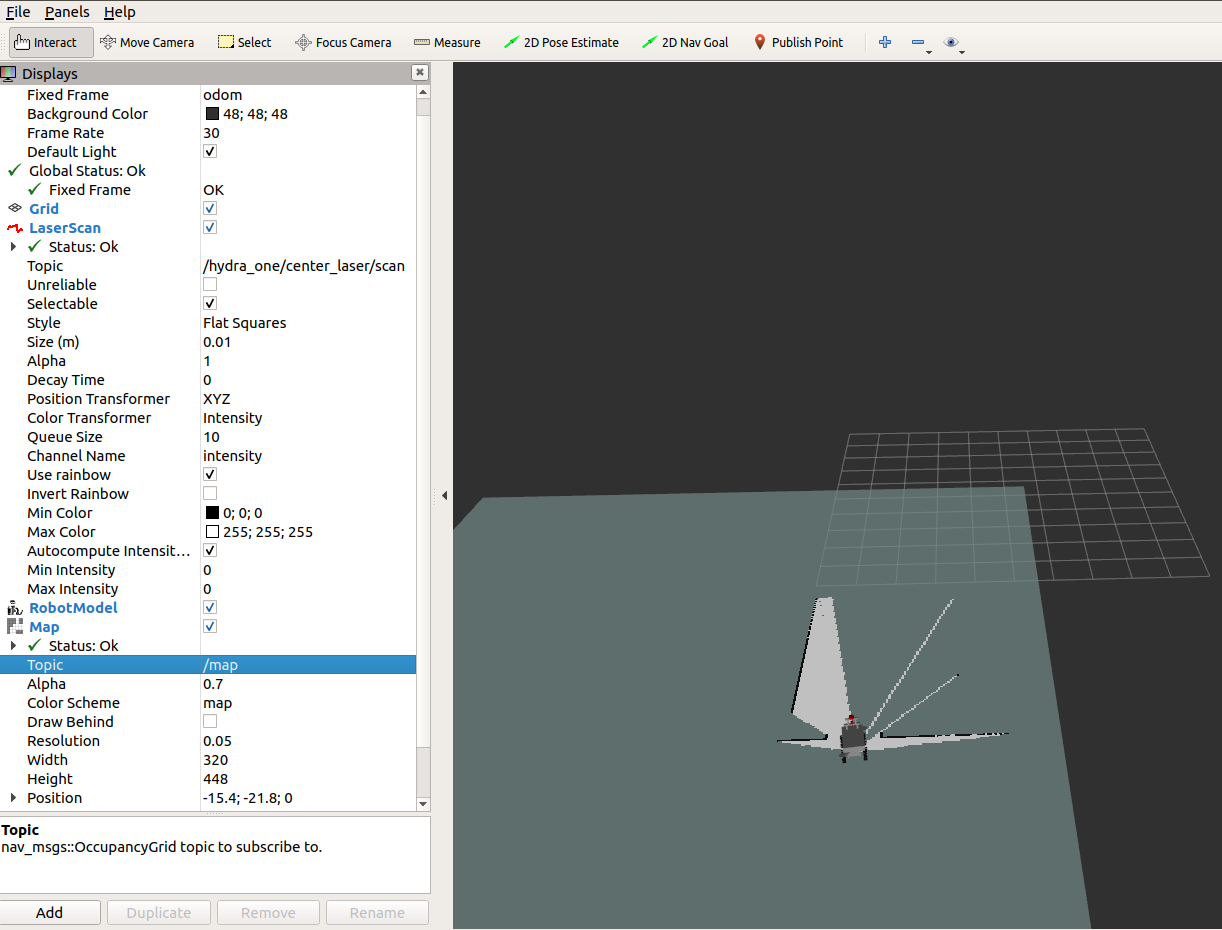 File Panels Help
Interact Move Camera Select Focus Camera Measure 2D Pose Estimate 2D Nav Goal Publish Point
Displays
Fixed Frame odom
Background Color 48; 48; 48
Frame Rate 30
Default Light
Global Status: Ok
Fixed Frame OK
Grid
LaserScan
Status: Ok
Topic /hydra_one/center_laser/scan
Unreliable
Selectable
Style Flat Squares
Size (m) 0.01
Alpha 1
Decay Time 0
Position Transformer XYZ
Color Transformer Intensity
Queue Size 10
Channel Name intensity
Use rainbow
Invert Rainbow
Min Color 0; 0; 0
Max Color 255; 255; 255
Autocompute Intensit...
Min Intensity 0
Max Intensity 0
RobotModel
Map
Status: Ok
Topic /map
Alpha 0.7
Color Scheme map
Draw Behind
Resolution 0.05
Width 320
Height 448
Position -15.4; -21.8; 0
Topic
nav_msgs::OccupancyGrid topic to subscribe to.
Add Duplicate Remove Rename